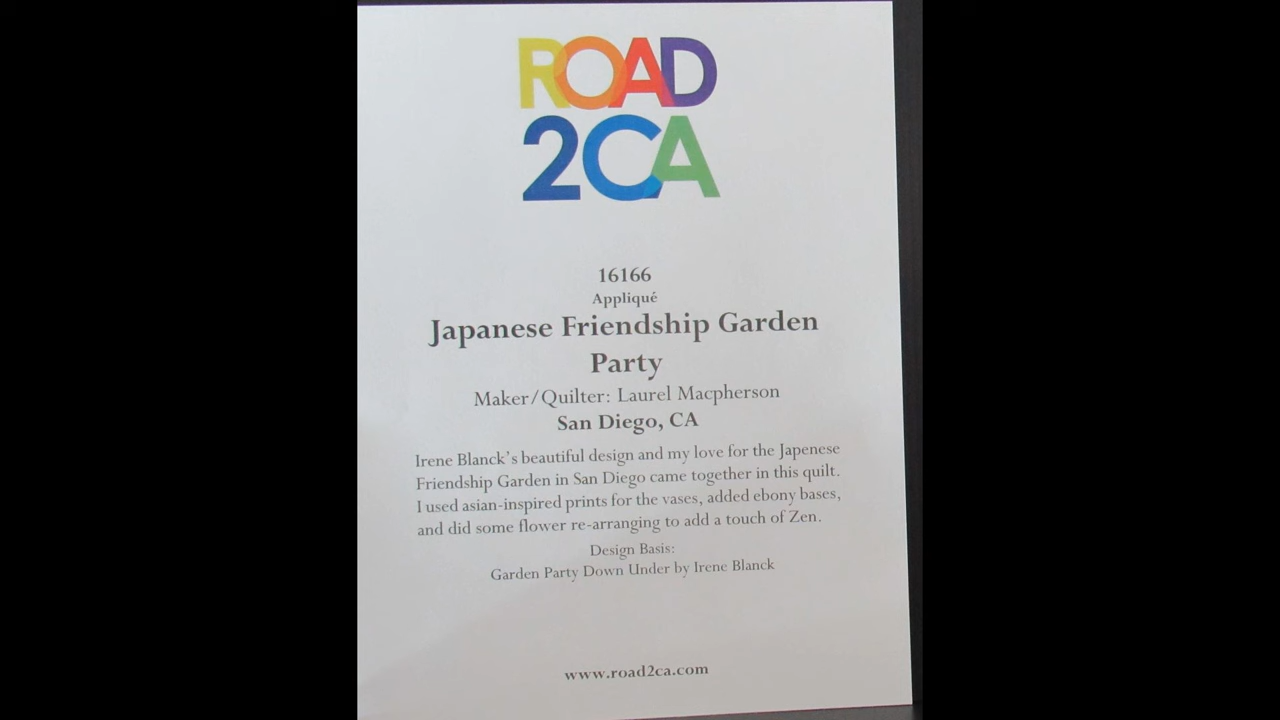 ROAD
2CA
16166
Appliqué
Japanese Friendship Garden
Party
Maker/Quilter: Laurel Macpherson
San Diego, CA
Irene Blanck's beautiful design and my love for the Japenese
Friendship Garden in San Diego came together in this quilt.
I used asian-inspired prints for the vases, added ebony bases,
and did some flower re-arranging to add a touch of Zen.
Design Basis:
Garden Party Down Under by Irene Blanck
www.road2ca.com